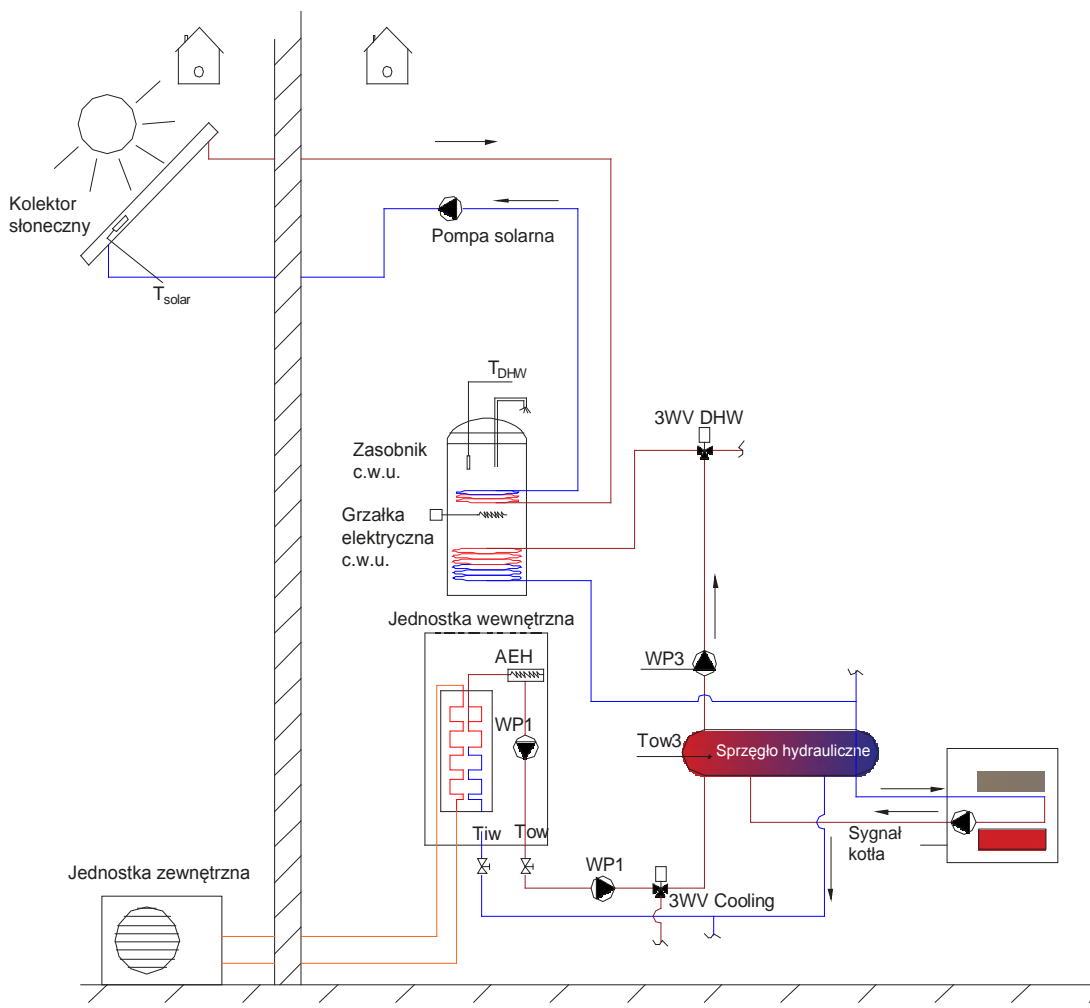 Kolektor
słoneczny
Pompa solarna
Tsolar
TDHW
3WV DHW
Zasobnik
c.w.u.
Grzałka
elektryczna
c.w.u.
Jednostka wewnętrzna
AEH
WP3
WP1
Tow3
Sprzęgło hydrauliczne
Tiw
Tow
Sygnał
kotła
WP1
3WV Cooling
Jednostka zewnętrzna